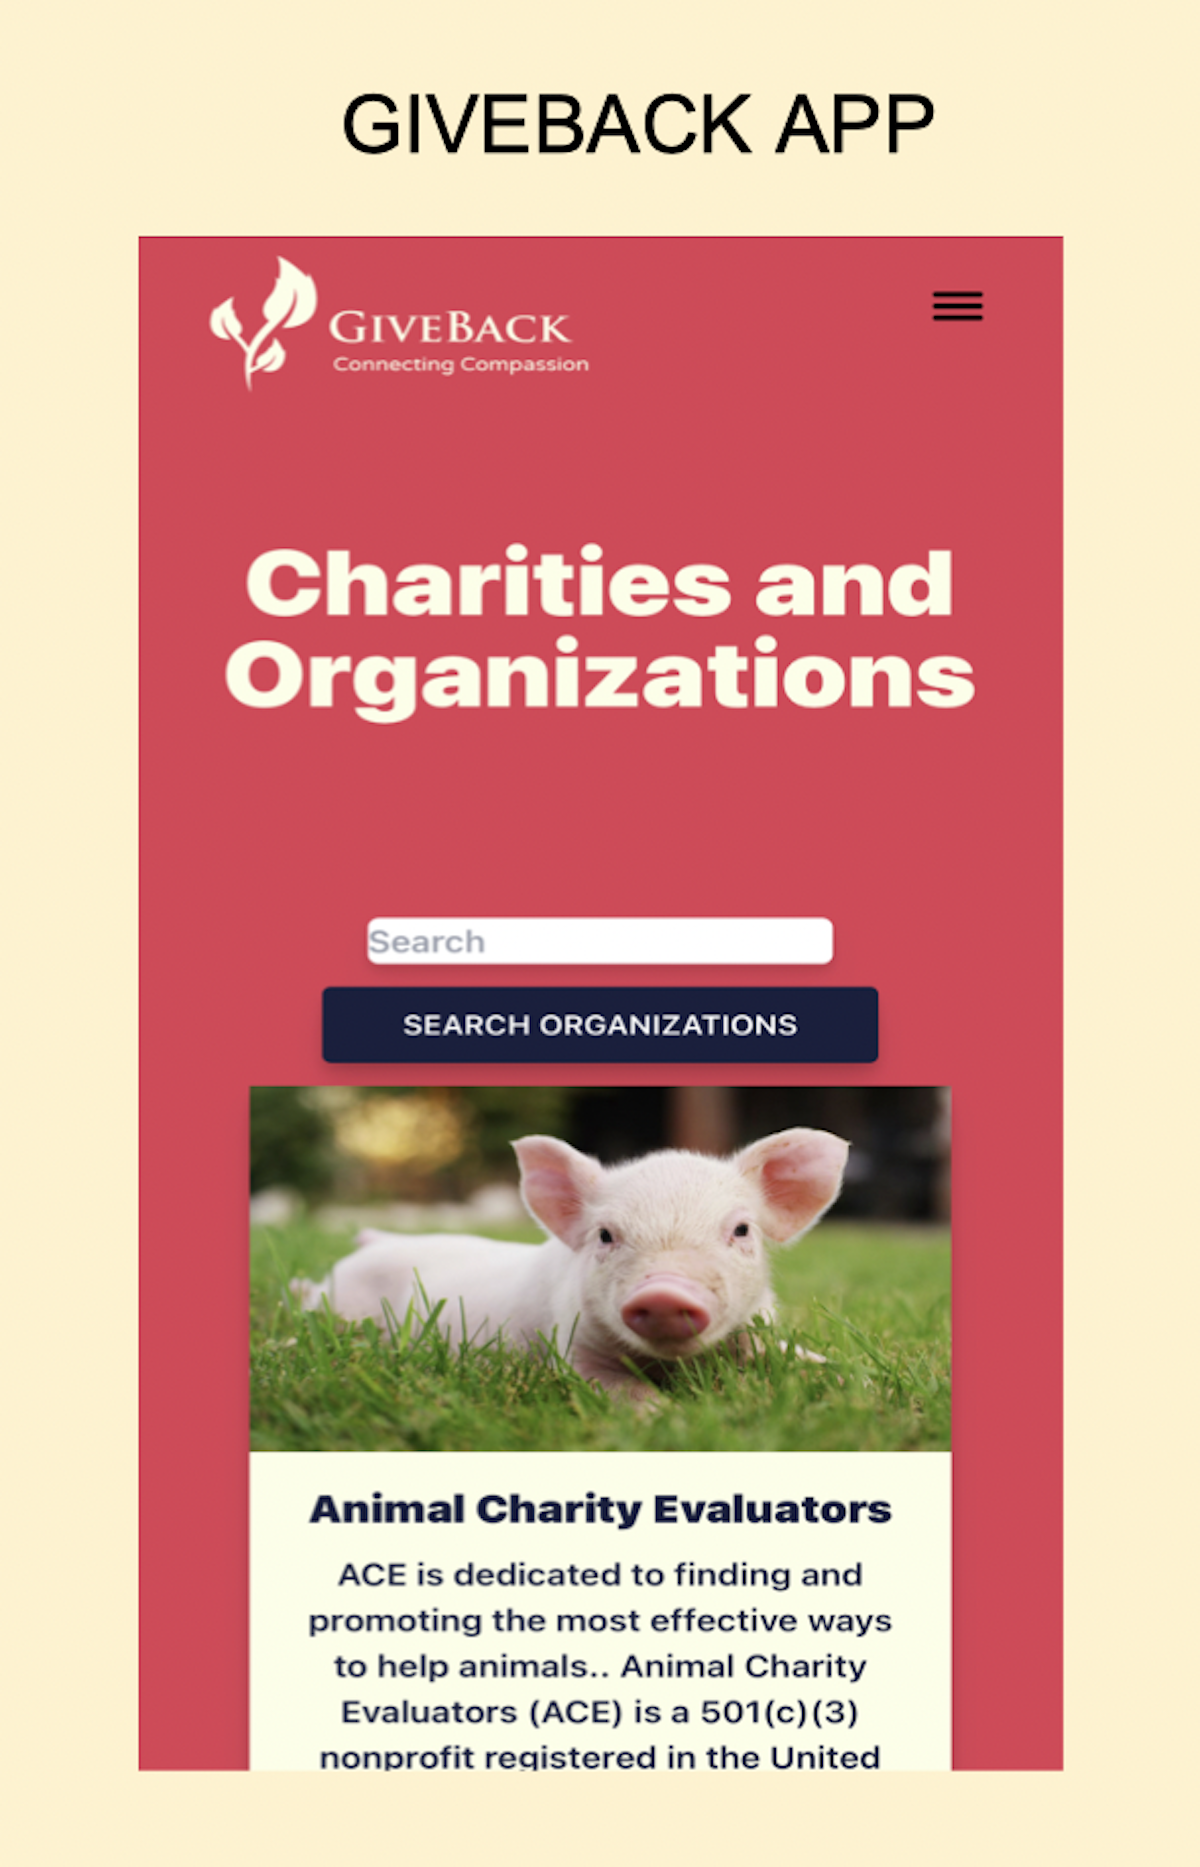 GIVEBACK APP
GIVEBACK
Connecting Compassion
Charities and
Organizations
Search
SEARCH ORGANIZATIONS
Animal Charity Evaluators
ACE is dedicated to finding and
promoting the most effective ways
to help animals.. Animal Charity
Evaluators (ACE) is a 501(c)(3)
nonprofit registered in the United